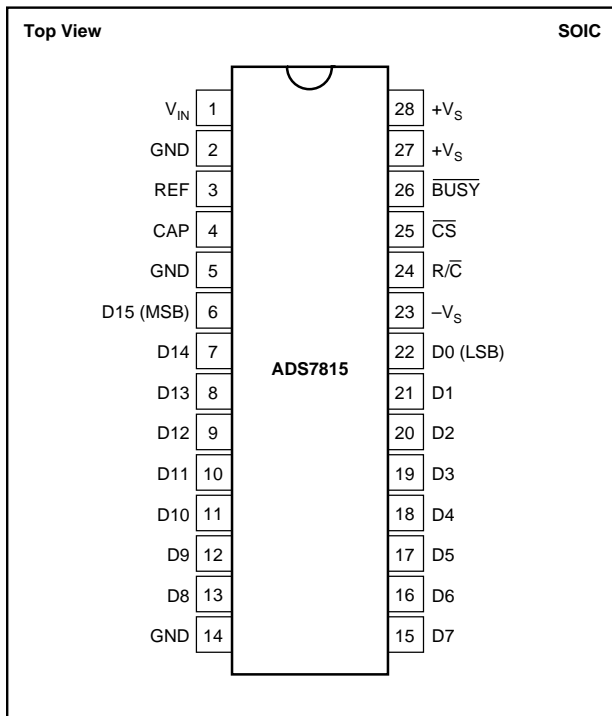 Top View SOIC
V_IN 1 28 +V_S
GND 2 27 +V_S
REF 3 26 B̅U̅S̅Y̅
CAP 4 25 C̅S̅
GND 5 24 R/C̅
D15 (MSB) 6 23 –V_S
D14 7 22 D0 (LSB)
ADS7815
D13 8 21 D1
D12 9 20 D2
D11 10 19 D3
D10 11 18 D4
D9 12 17 D5
D8 13 16 D6
GND 14 15 D7